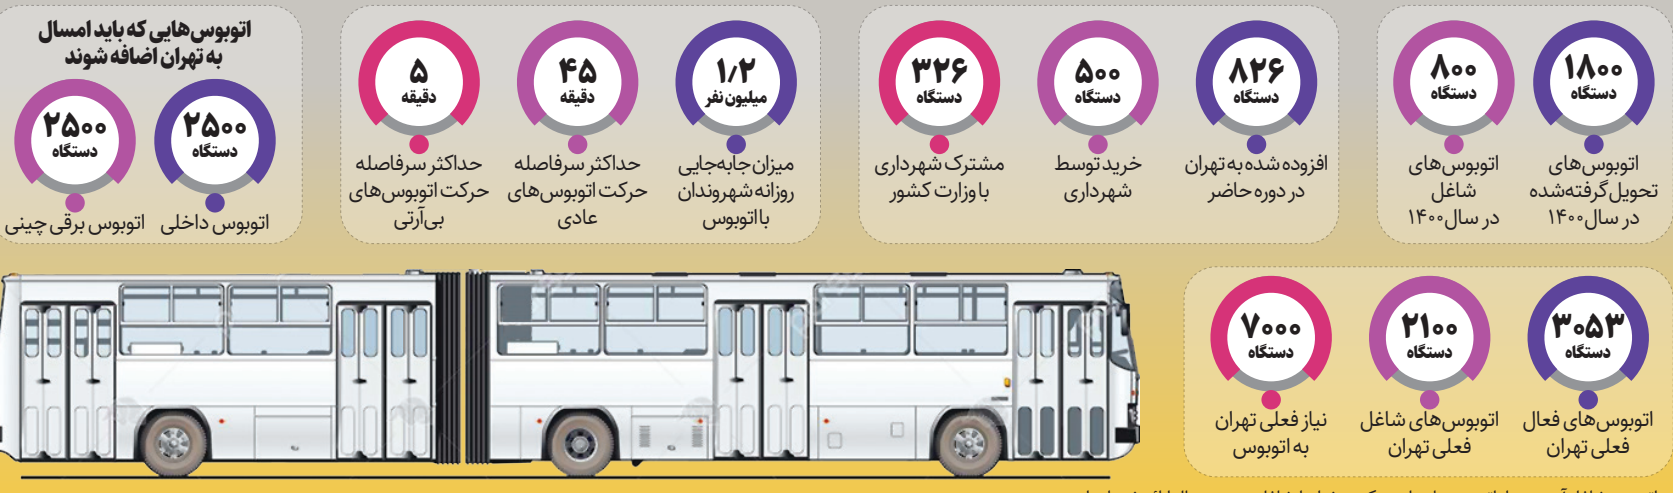 ۱۸۰۰
دستگاه
اتوبوس‌های
تحویل‌گرفته‌شده
در سال ۱۴۰۰
۸۰۰
دستگاه
اتوبوس‌های
شاغل
در سال ۱۴۰۰
۸۲۶
دستگاه
افزوده شده به تهران
در دوره حاضر
۵۰۰
دستگاه
خرید توسط
شهرداری
۳۲۶
دستگاه
مشترک شهرداری
با وزارت کشور
۱/۲
میلیون نفر
میزان جابه‌جایی
روزانه شهروندان
با اتوبوس
۴۵
دقیقه
حداکثر سرفاصله
حرکت اتوبوس‌های
عادی
۵
دقیقه
حداکثر سرفاصله
حرکت اتوبوس‌های
بی‌آرتی
اتوبوس‌هایی که باید امسال
به تهران اضافه شوند
۲۵۰۰
دستگاه
اتوبوس داخلی
۲۵۰۰
دستگاه
اتوبوس برقی چینی
۳۰۵۳
دستگاه
اتوبوس‌های فعال
فعلی تهران
۲۱۰۰
دستگاه
اتوبوس‌های شاغل
فعلی تهران
۷۰۰۰
دستگاه
نیاز فعلی تهران
به اتوبوس